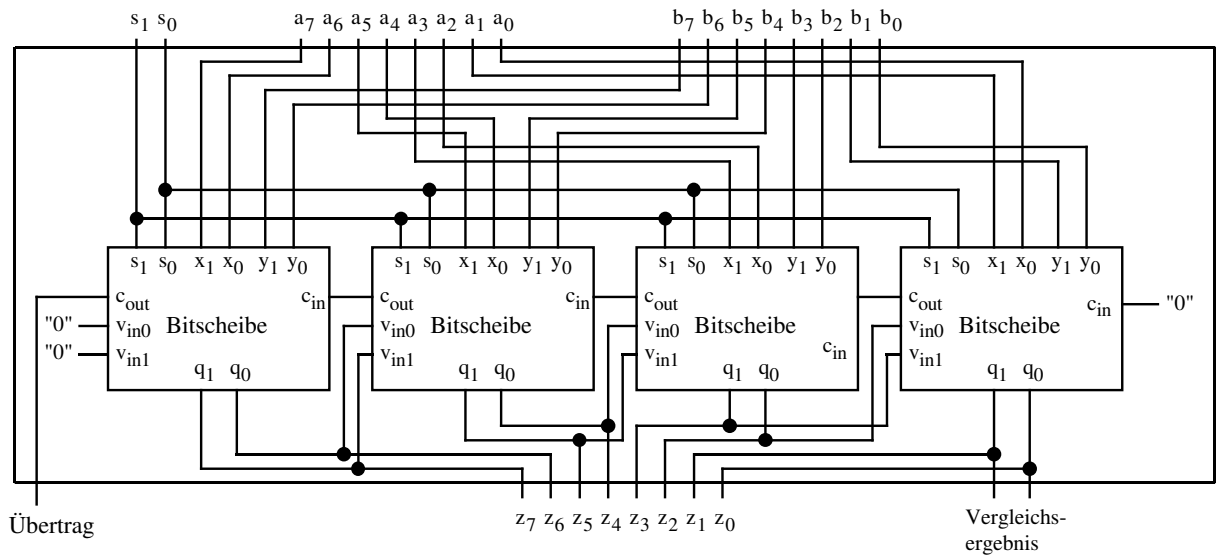 s1 s0 a7 a6 a5 a4 a3 a2 a1 a0 b7 b6 b5 b4 b3 b2 b1 b0
s1 s0 x1 x0 y1 y0
cout cin
"0" vin0 Bitscheibe
"0" vin1
q1 q0
s1 s0 x1 x0 y1 y0
cout cin
vin0 Bitscheibe
vin1
q1 q0
s1 s0 x1 x0 y1 y0
cout
vin0 Bitscheibe
vin1 cin
q1 q0
s1 s0 x1 x0 y1 y0
cout cin "0"
vin0 Bitscheibe
vin1
q1 q0
Übertrag
z7 z6 z5 z4 z3 z2 z1 z0
Vergleichs-
ergebnis